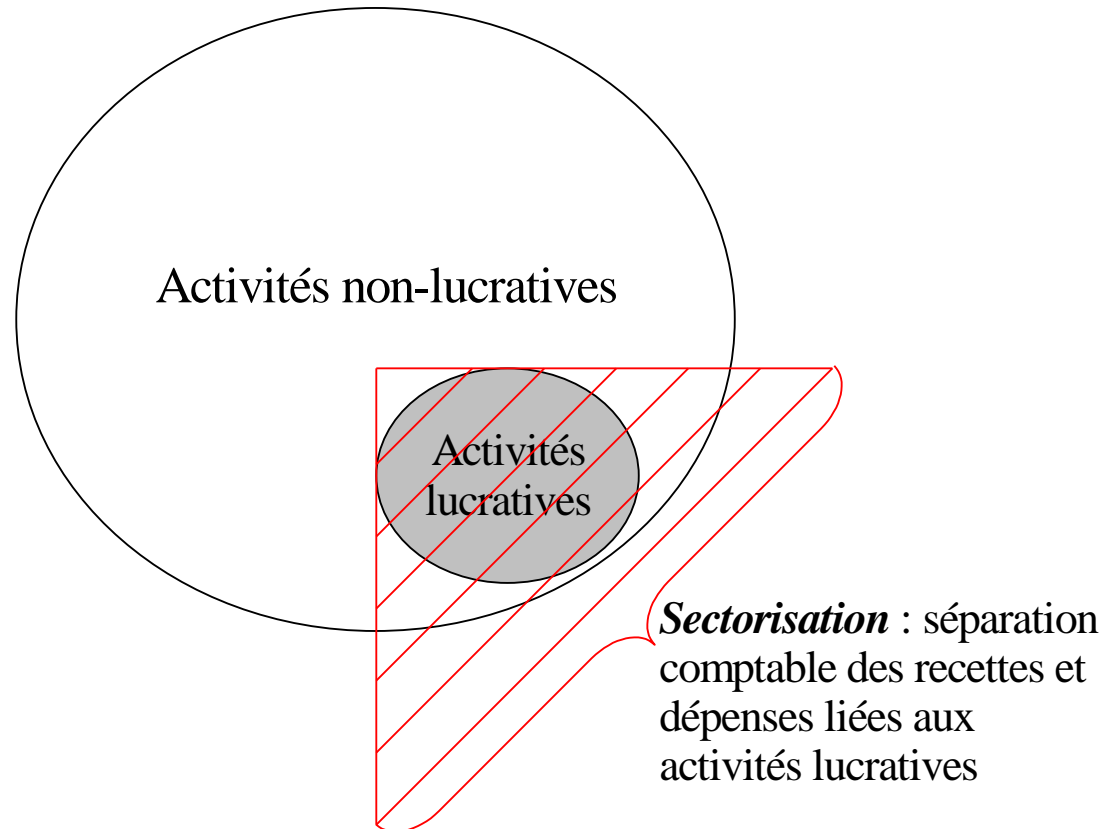 Activités non-lucratives
Activités
lucratives
Sectorisation : séparation
comptable des recettes et
dépenses liées aux
activités lucratives